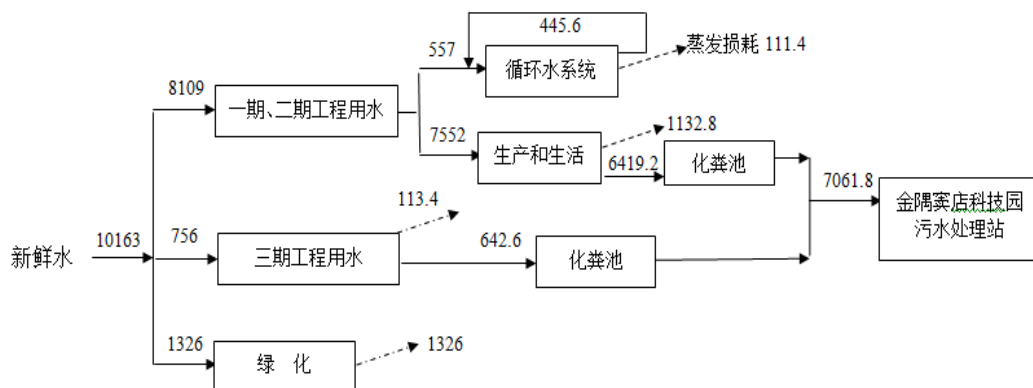 445.6
557
循环水系统
蒸发损耗 111.4
8109
一期、二期工程用水
7552
生产和生活
1132.8
6419.2
化粪池
7061.8
金隅窦店科技园
污水处理站
113.4
新鲜水
10163
756
三期工程用水
642.6
化粪池
1326
绿 化
1326